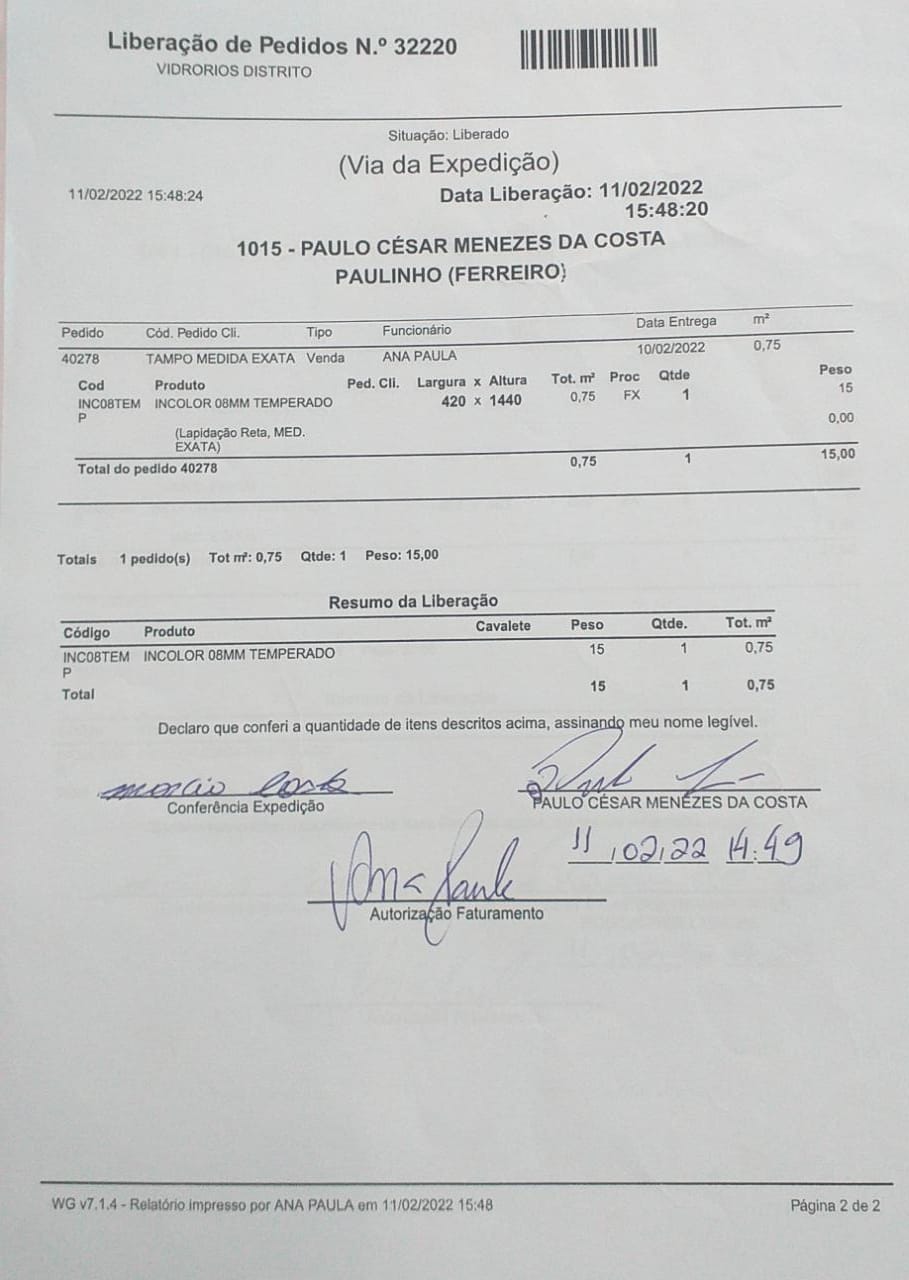 Liberação de Pedidos N.º 32220
VIDRORIOS DISTRITO
Situação: Liberado
(Via da Expedição)
11/02/2022 15:48:24
Data Liberação: 11/02/2022
15:48:20
1015 - PAULO CÉSAR MENEZES DA COSTA
PAULINHO (FERREIRO)
Pedido Cód. Pedido Cli. Tipo Funcionário Data Entrega m²
40278 TAMPO MEDIDA EXATA Venda ANA PAULA 10/02/2022 0,75
Cod Produto Ped. Cli. Largura x Altura Tot. m² Proc Qtde Peso
INC08TEM INCOLOR 08MM TEMPERADO 420 x 1440 0,75 FX 1 15
P
0,00
(Lapidação Reta, MED.
EXATA)
Total do pedido 40278 0,75 1 15,00
Totais 1 pedido(s) Tot m²: 0,75 Qtde: 1 Peso: 15,00
Resumo da Liberação
Código Produto Cavalete Peso Qtde. Tot. m²
INC08TEM INCOLOR 08MM TEMPERADO 15 1 0,75
P
Total 15 1 0,75
Declaro que conferi a quantidade de itens descritos acima, assinando meu nome legível.
marcio Costa
Conferência Expedição
PAULO CÉSAR MENEZES DA COSTA
11/02/22 14:49
Ana Paula
Autorização Faturamento
WG v7.1.4 - Relatório impresso por ANA PAULA em 11/02/2022 15:48
Página 2 de 2